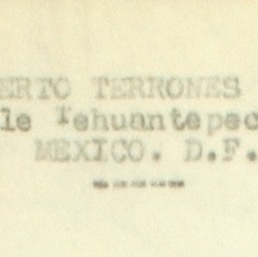 ERTO TERRONES
le Tehuantepec
MEXICO. D.F.
-----